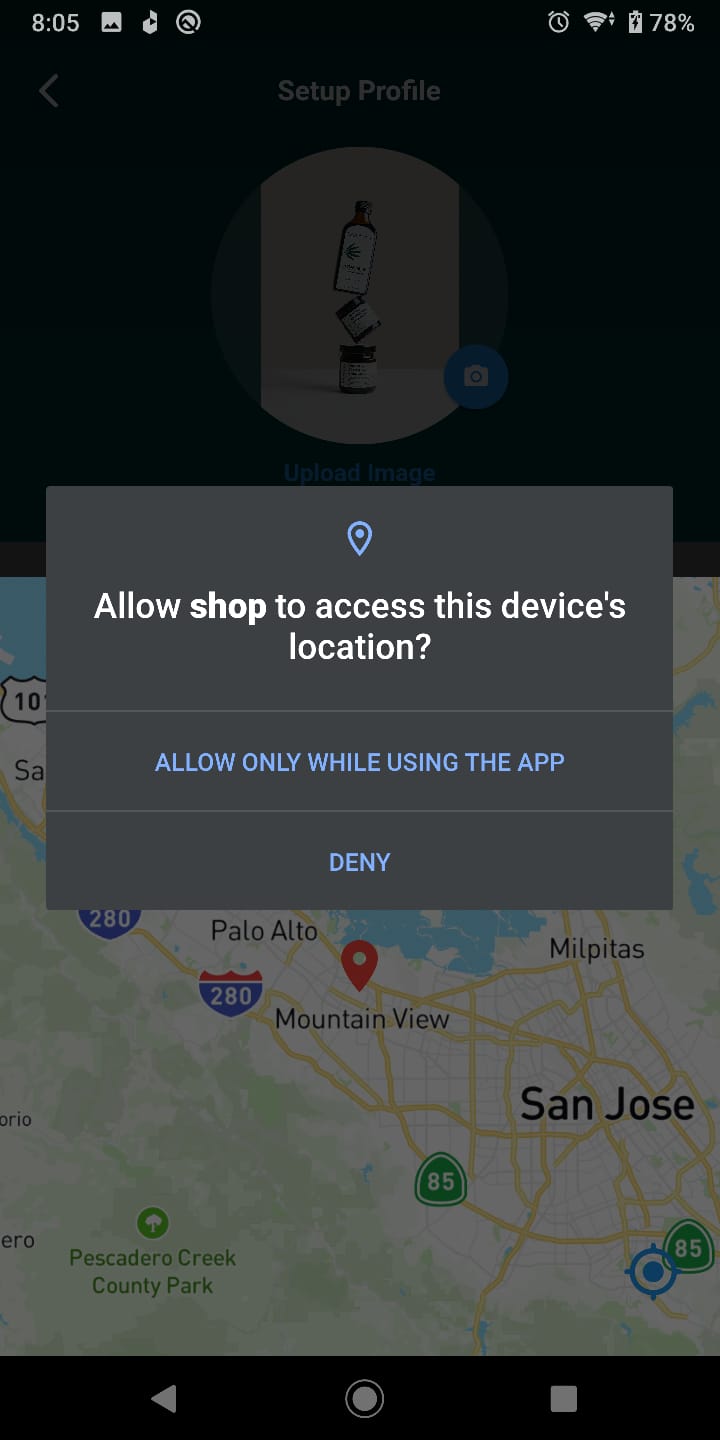 8:05
78%
Setup Profile
Upload Image
Allow shop to access this device's
location?
ALLOW ONLY WHILE USING THE APP
DENY
101
Sa
280
Palo Alto
Milpitas
280
Mountain View
San Jose
orio
85
ero
85
Pescadero Creek
County Park